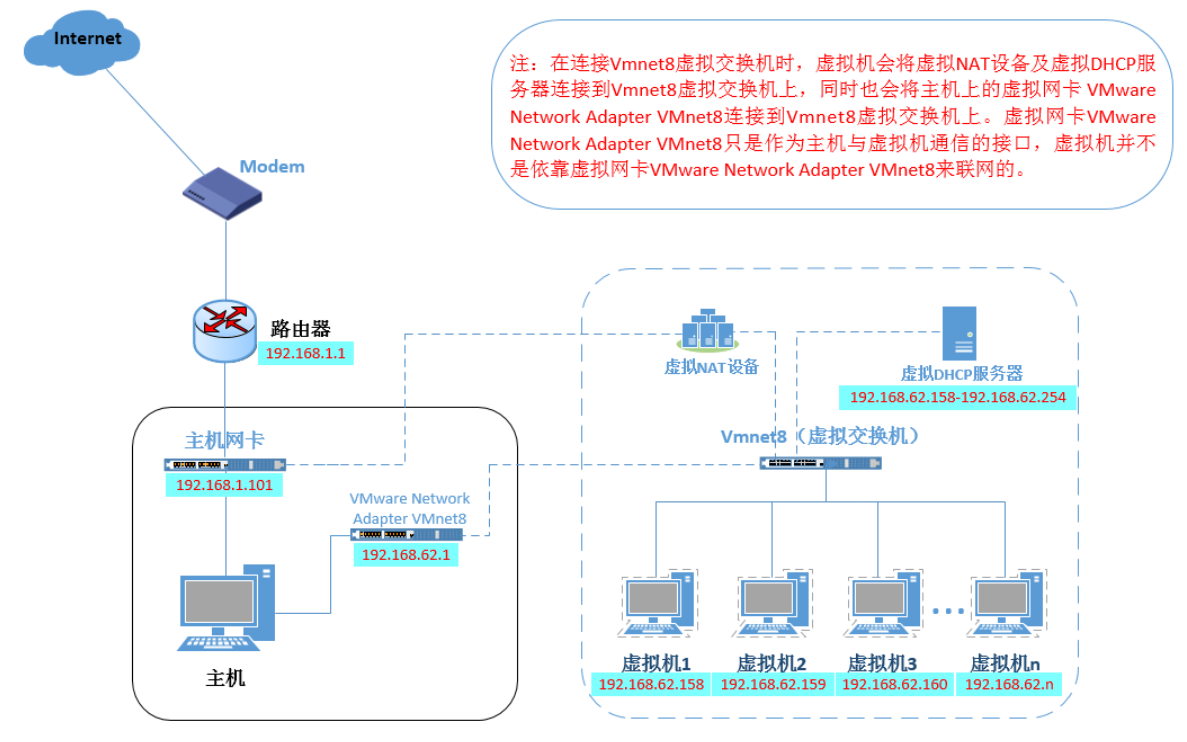 Internet
注：在连接Vmnet8虚拟交换机时，虚拟机会将虚拟NAT设备及虚拟DHCP服
务器连接到Vmnet8虚拟交换机上，同时也会将主机上的虚拟网卡 VMware
Network Adapter VMnet8连接到Vmnet8虚拟交换机上。虚拟网卡VMware
Network Adapter VMnet8只是作为主机与虚拟机通信的接口，虚拟机并不
是依靠虚拟网卡VMware Network Adapter VMnet8来联网的。
Modem
路由器
192.168.1.1
虚拟NAT设备
虚拟DHCP服务器
192.168.62.158-192.168.62.254
主机网卡
192.168.1.101
Vmnet8（虚拟交换机）
VMware Network
Adapter VMnet8
192.168.62.1
主机
虚拟机1
192.168.62.158
虚拟机2
192.168.62.159
虚拟机3
192.168.62.160
虚拟机n
192.168.62.n